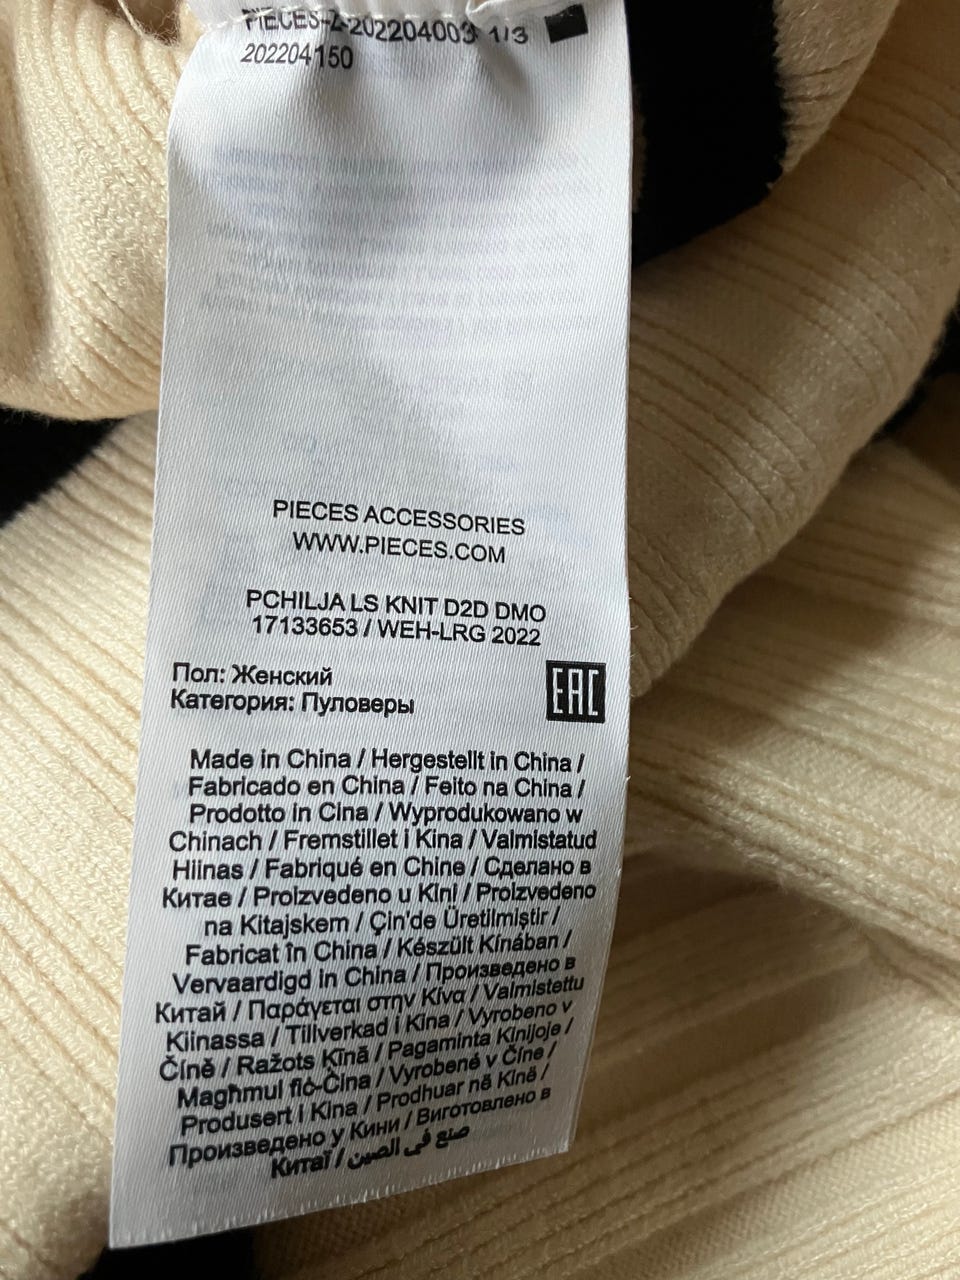 PIECES-Z-202204003 1/3
202204150
PIECES ACCESSORIES
WWW.PIECES.COM
PCHILJA LS KNIT D2D DMO
17133653 / WEH-LRG 2022
Пол: Женский
Категория: Пуловеры
EAC
Made in China / Hergestellt in China /
Fabricado en China / Feito na China /
Prodotto in Cina / Wyprodukowano w
Chinach / Fremstillet i Kina / Valmistatud
Hiinas / Fabriqué en Chine / Сделано в
Китае / Proizvedeno u Kini / Proizvedeno
na Kitajskem / Çin'de Üretilmiştir /
Fabricat în China / Készült Kínában /
Vervaardigd in China / Произведено в
Китай / Παράγεται στην Κίνα / Valmistettu
Kiinassa / Tillverkad i Kina / Vyrobeno v
Číně / Ražots Ķīnā / Pagaminta Kinijoje /
Magħmul fiċ-Ċina / Vyrobené v Číne /
Produsert i Kina / Prodhuar në Kinë /
Произведено у Кини / Виготовлено в
Китаї / صنع في الصين